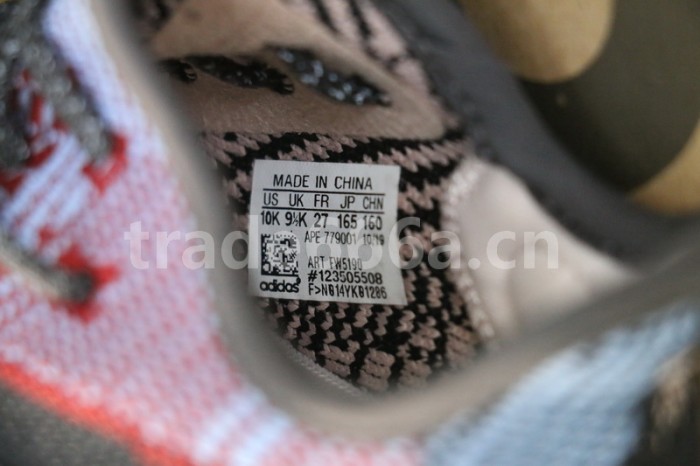 MADE IN CHINA
US UK FR JP CHN
10K 9½K 27 165 160
APE 779001 10/19
ART FW5190
#123505508
adidas